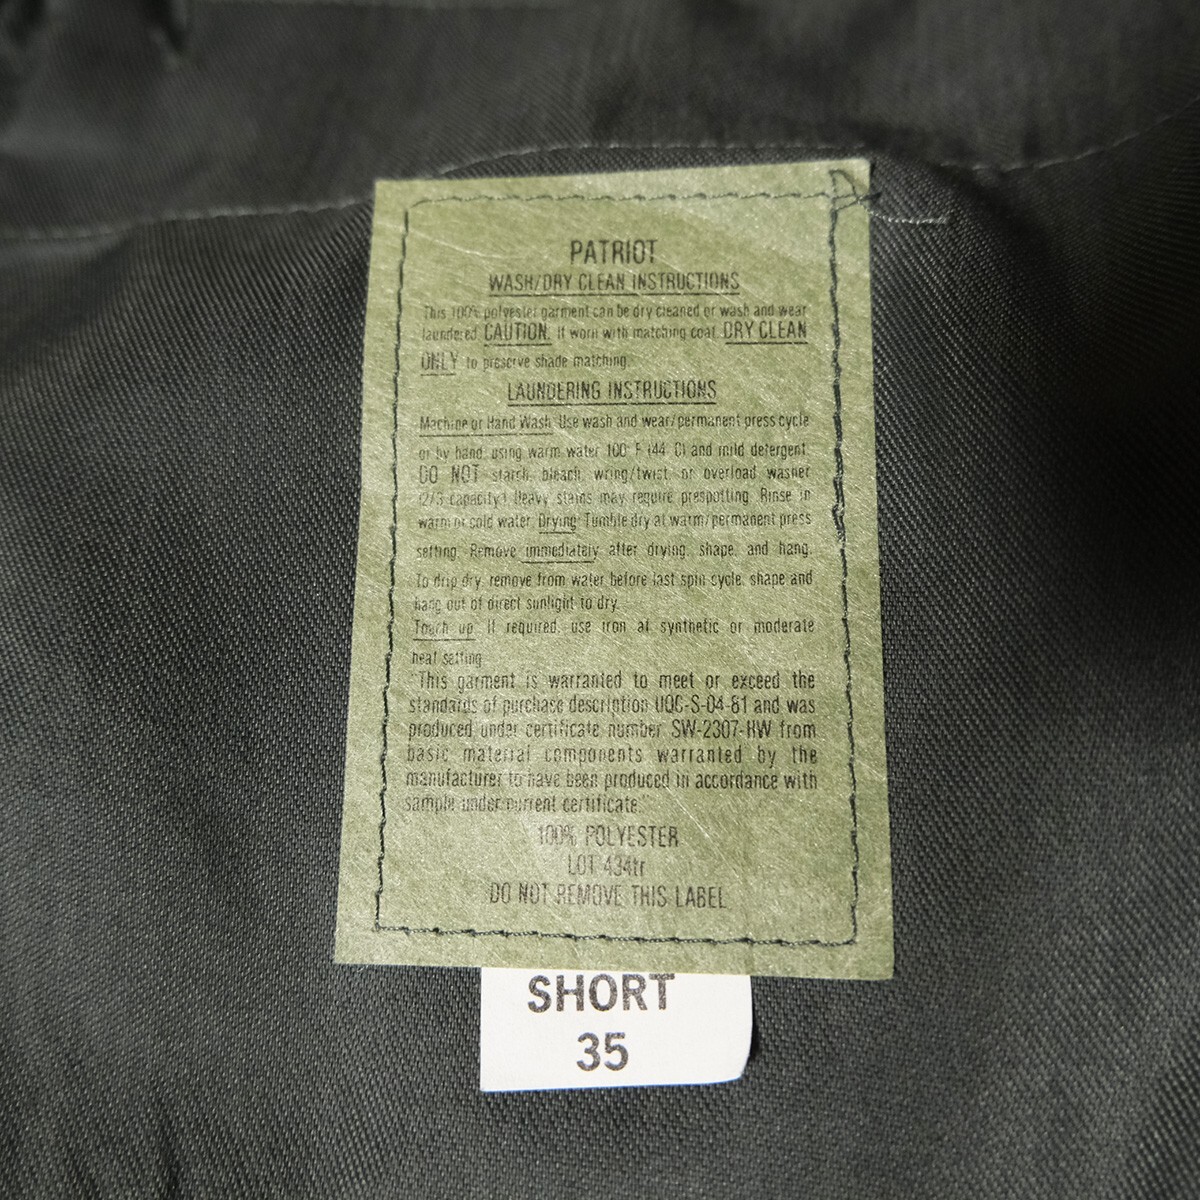 PATRIOT
WASH/DRY CLEAN INSTRUCTIONS
This 100% polyester garment can be dry cleaned or wash and wear
laundered. CAUTION: If worn with matching coat, DRY CLEAN
ONLY to preserve shade matching.
LAUNDERING INSTRUCTIONS
Machine or Hand Wash: Use wash and wear/permanent press cycle
or by hand, using warm water 100° F (44 C) and mild detergent.
DO NOT starch, bleach, wring/twist, or overload washer
(2/3 capacity.) Heavy stains may require prespotting. Rinse in
warm or cold water. Drying: Tumble dry at warm/permanent press
setting. Remove immediately after drying, shape, and hang.
To drip dry, remove from water before last spin cycle, shape and
hang out of direct sunlight to dry.
Touch up: If required, use iron at synthetic or moderate
heat setting.
"This garment is warranted to meet or exceed the
standards of purchase description UOC-S-04-81 and was
produced under certificate number SW-2307-HW from
basic material components warranted by the
manufacturer to have been produced in accordance with
sample under current certificate."
100% POLYESTER
LOT 434tr
DO NOT REMOVE THIS LABEL
SHORT
35